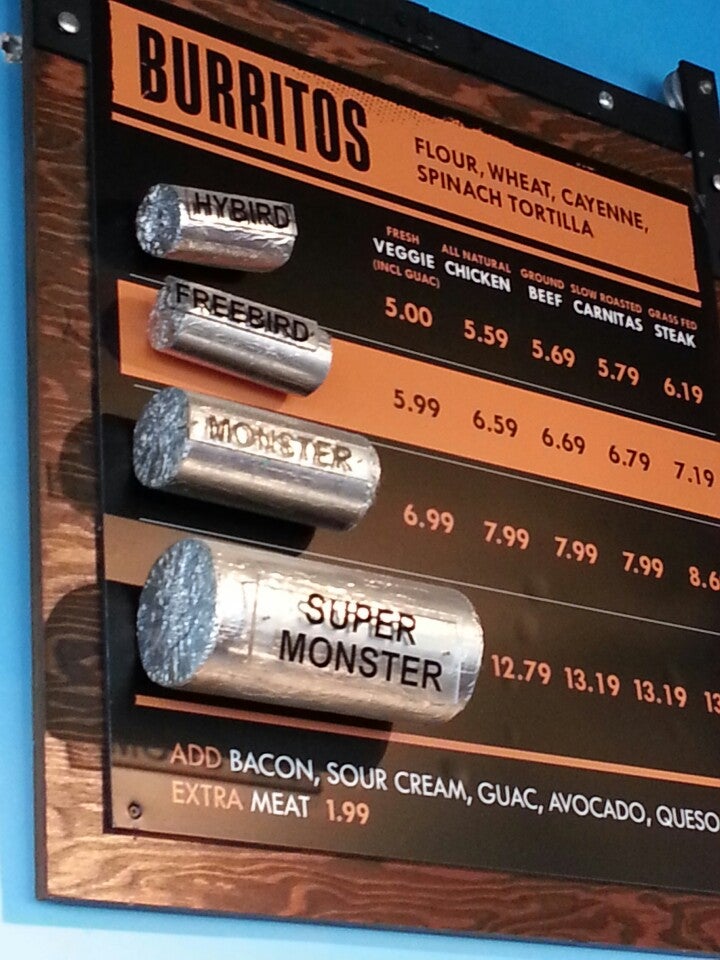 BURRITOS
FLOUR, WHEAT, CAYENNE,
SPINACH TORTILLA
FRESH VEGGIE (INCL GUAC) ALL NATURAL CHICKEN GROUND BEEF SLOW ROASTED CARNITAS GRASS FED STEAK
HYBIRD 5.00 5.59 5.69 5.79 6.19
FREEBIRD 5.99 6.59 6.69 6.79 7.19
MONSTER 6.99 7.99 7.99 7.99 8.6
SUPER
MONSTER 12.79 13.19 13.19 13
ADD BACON, SOUR CREAM, GUAC, AVOCADO, QUESO
EXTRA MEAT 1.99